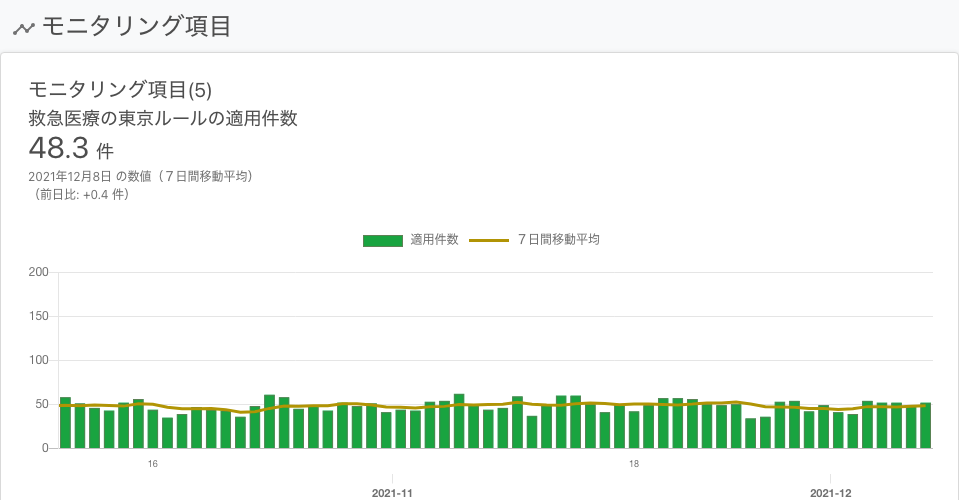 モニタリング項目
モニタリング項目(5)
救急医療の東京ルールの適用件数
48.3 件
2021年12月8日 の数値（７日間移動平均）
（前日比: +0.4 件）
適用件数 ７日間移動平均
200
150
100
50
0
16 18
2021-11 2021-12